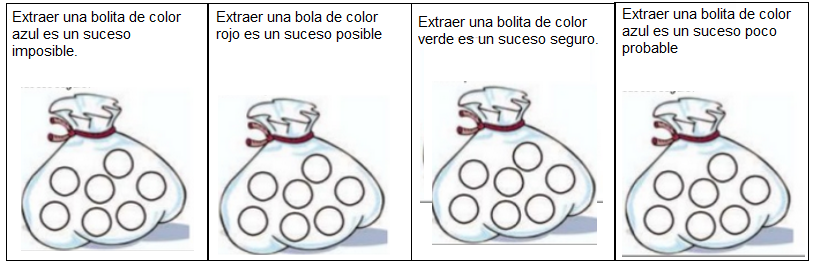 Extraer una bolita de color
azul es un suceso
imposible.
Extraer una bola de color
rojo es un suceso posible
Extraer una bolita de color
verde es un suceso seguro.
Extraer una bolita de color
azul es un suceso poco
probable